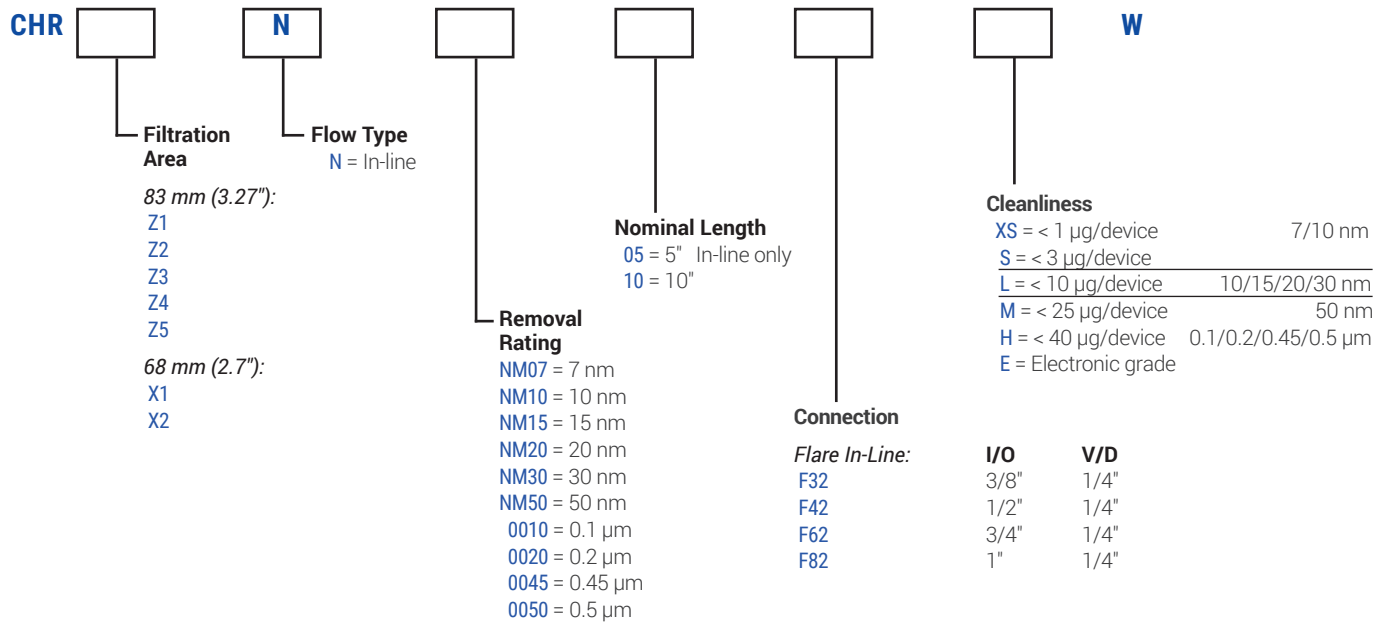 CHR N W
Filtration
Area
83 mm (3.27"):
Z1
Z2
Z3
Z4
Z5
68 mm (2.7"):
X1
X2
Flow Type
N = In-line
Removal
Rating
NM07 = 7 nm
NM10 = 10 nm
NM15 = 15 nm
NM20 = 20 nm
NM30 = 30 nm
NM50 = 50 nm
0010 = 0.1 µm
0020 = 0.2 µm
0045 = 0.45 µm
0050 = 0.5 µm
Nominal Length
05 = 5" In-line only
10 = 10"
Connection
Flare In-Line: I/O V/D
F32 3/8" 1/4"
F42 1/2" 1/4"
F62 3/4" 1/4"
F82 1" 1/4"
Cleanliness
XS = < 1 µg/device 7/10 nm
S = < 3 µg/device
L = < 10 µg/device 10/15/20/30 nm
M = < 25 µg/device 50 nm
H = < 40 µg/device 0.1/0.2/0.45/0.5 µm
E = Electronic grade